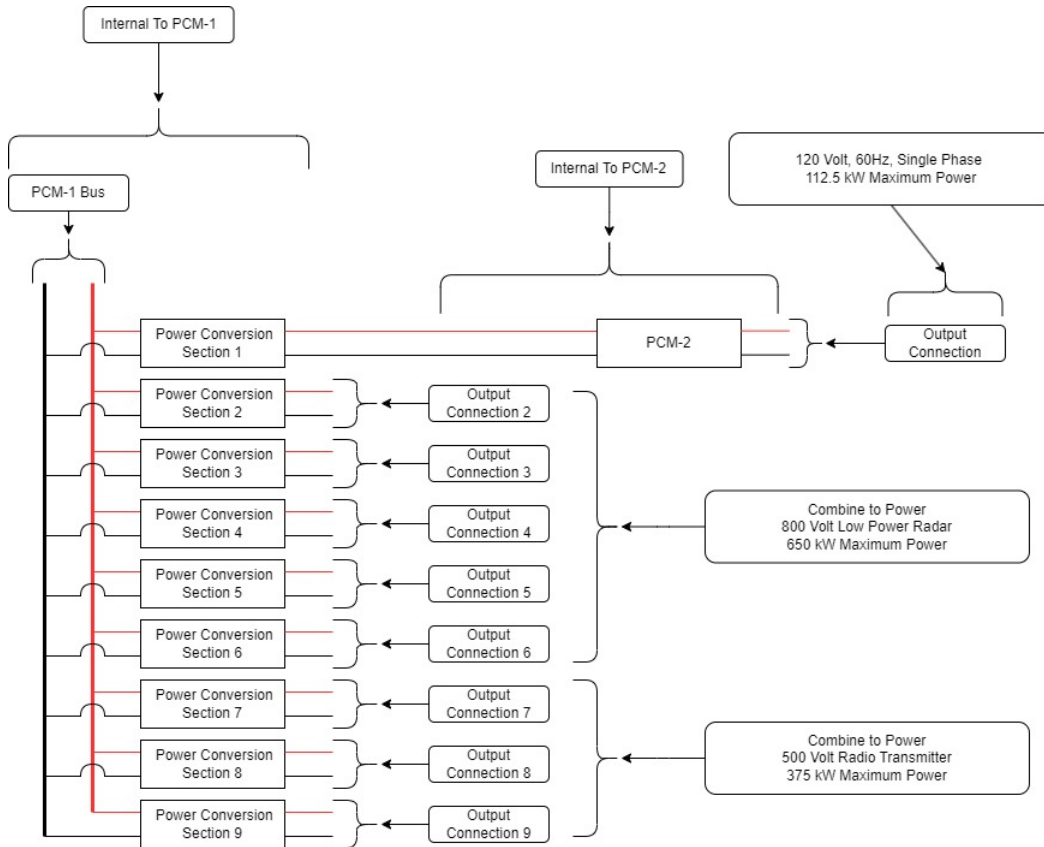 Internal To PCM-1
120 Volt, 60Hz, Single Phase
112.5 kW Maximum Power
Internal To PCM-2
PCM-1 Bus
Power Conversion
Section 1
PCM-2
Output
Connection
Power Conversion
Section 2
Output
Connection 2
Power Conversion
Section 3
Output
Connection 3
Power Conversion
Section 4
Output
Connection 4
Combine to Power
800 Volt Low Power Radar
650 kW Maximum Power
Power Conversion
Section 5
Output
Connection 5
Power Conversion
Section 6
Output
Connection 6
Power Conversion
Section 7
Output
Connection 7
Power Conversion
Section 8
Output
Connection 8
Combine to Power
500 Volt Radio Transmitter
375 kW Maximum Power
Power Conversion
Section 9
Output
Connection 9